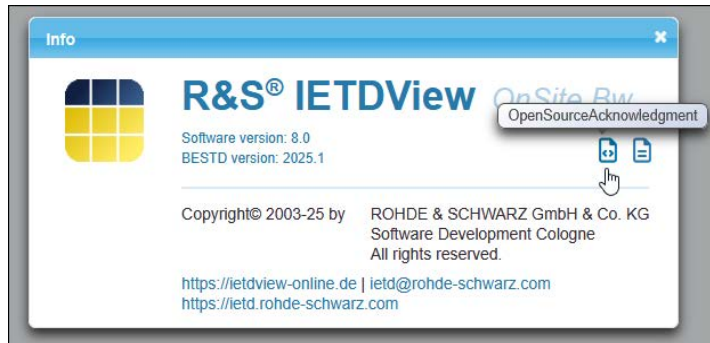 Info
R&S® IETDView OnSite Bw
OpenSourceAcknowledgment
Software version: 8.0
BESTD version: 2025.1
Copyright© 2003-25 by ROHDE & SCHWARZ GmbH & Co. KG
Software Development Cologne
All rights reserved.
https://ietdview-online.de | ietd@rohde-schwarz.com
https://ietd.rohde-schwarz.com